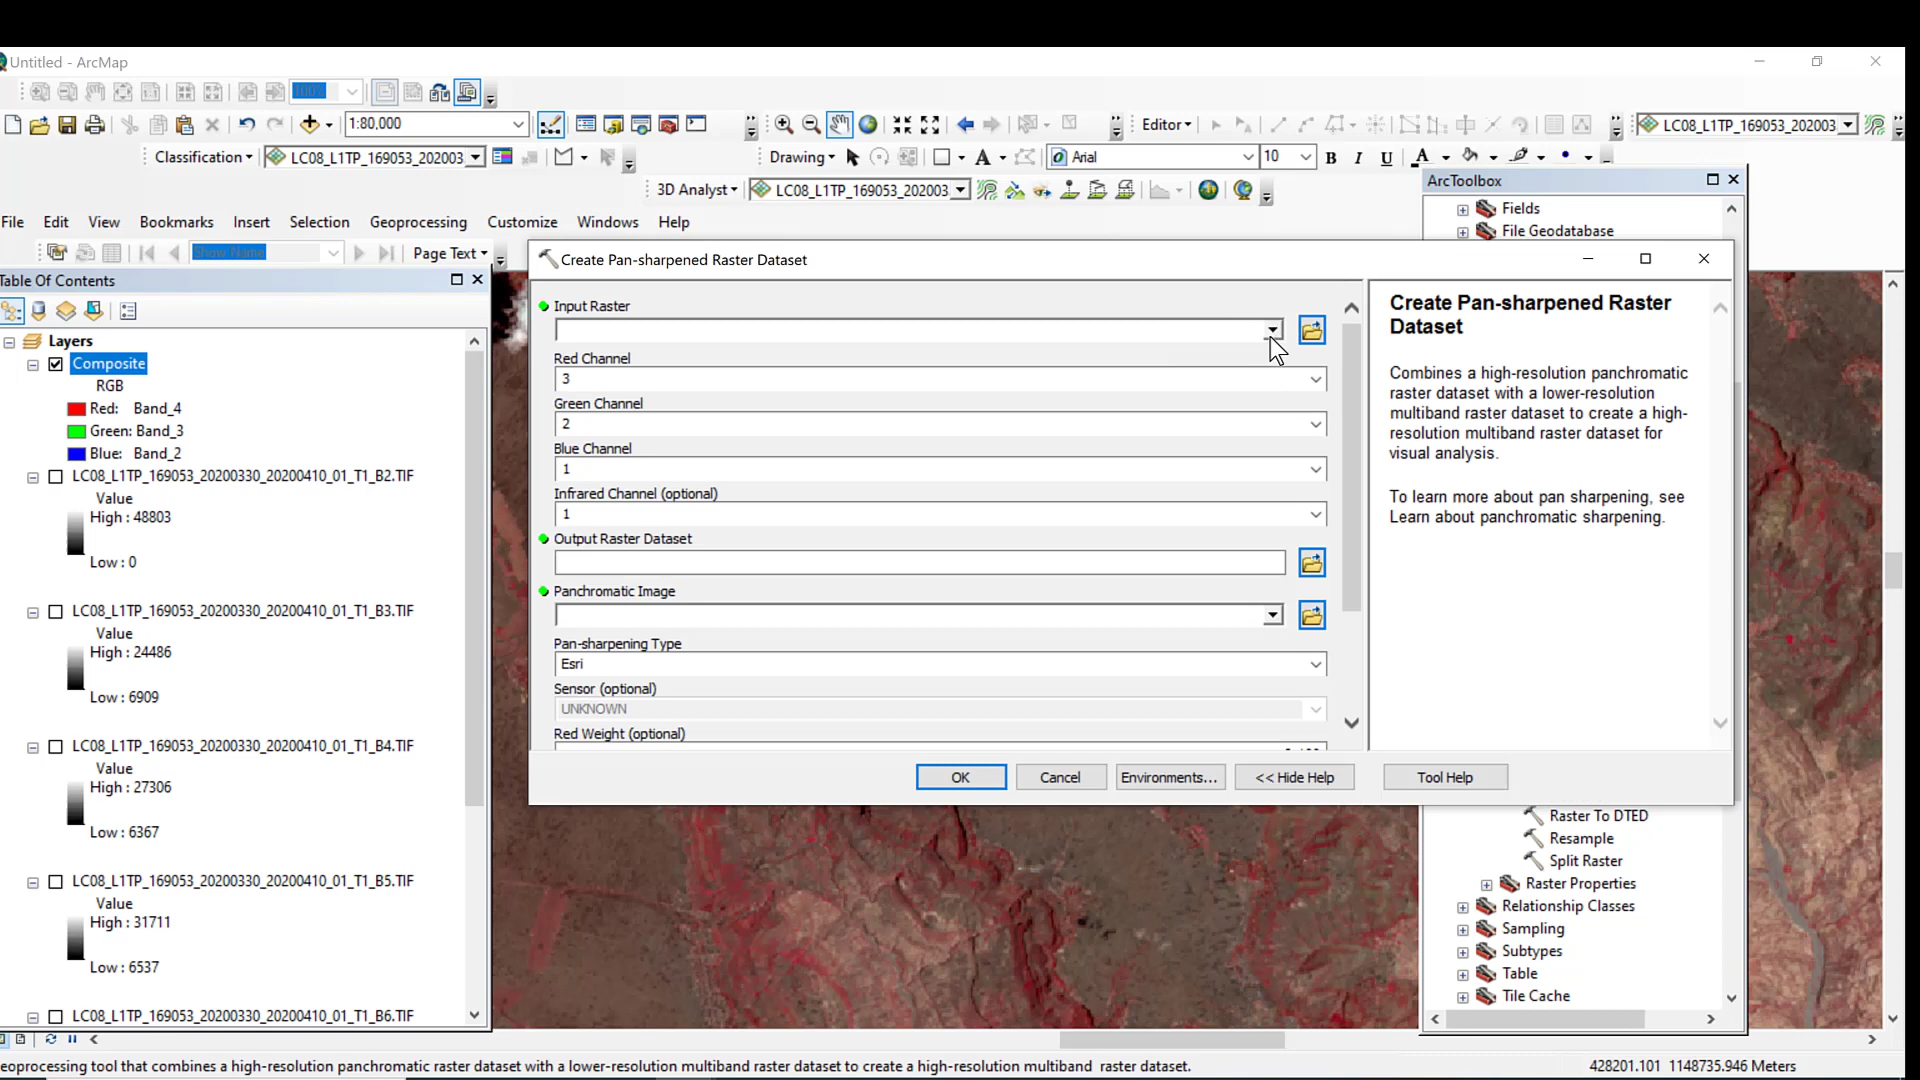 Untitled - ArcMap
100%
1:80,000
Editor
LC08_L1TP_169053_202003
Classification
LC08_L1TP_169053_202003
Drawing
Arial
10
B I U A
3D Analyst
LC08_L1TP_169053_202003
ArcToolbox
File Edit View Bookmarks Insert Selection Geoprocessing Customize Windows Help
Fields
File Geodatabase
Show Name
Page Text
Create Pan-sharpened Raster Dataset
Table Of Contents
Layers
Composite
RGB
Red: Band_4
Green: Band_3
Blue: Band_2
LC08_L1TP_169053_20200330_20200410_01_T1_B2.TIF
Value
High : 48803
Low : 0
LC08_L1TP_169053_20200330_20200410_01_T1_B3.TIF
Value
High : 24486
Low : 6909
LC08_L1TP_169053_20200330_20200410_01_T1_B4.TIF
Value
High : 27306
Low : 6367
LC08_L1TP_169053_20200330_20200410_01_T1_B5.TIF
Value
High : 31711
Low : 6537
LC08_L1TP_169053_20200330_20200410_01_T1_B6.TIF
Input Raster
Red Channel
3
Green Channel
2
Blue Channel
1
Infrared Channel (optional)
1
Output Raster Dataset
Panchromatic Image
Pan-sharpening Type
Esri
Sensor (optional)
UNKNOWN
Red Weight (optional)
OK
Cancel
Environments...
<< Hide Help
Tool Help
Create Pan-sharpened Raster
Dataset
Combines a high-resolution panchromatic
raster dataset with a lower-resolution
multiband raster dataset to create a high-
resolution multiband raster dataset for
visual analysis.
To learn more about pan sharpening, see
Learn about panchromatic sharpening.
Raster To DTED
Resample
Split Raster
Raster Properties
Relationship Classes
Sampling
Subtypes
Table
Tile Cache
eoprocessing tool that combines a high-resolution panchromatic raster dataset with a lower-resolution multiband raster dataset to create a high-resolution multiband raster dataset.
428201.101 1148735.946 Meters